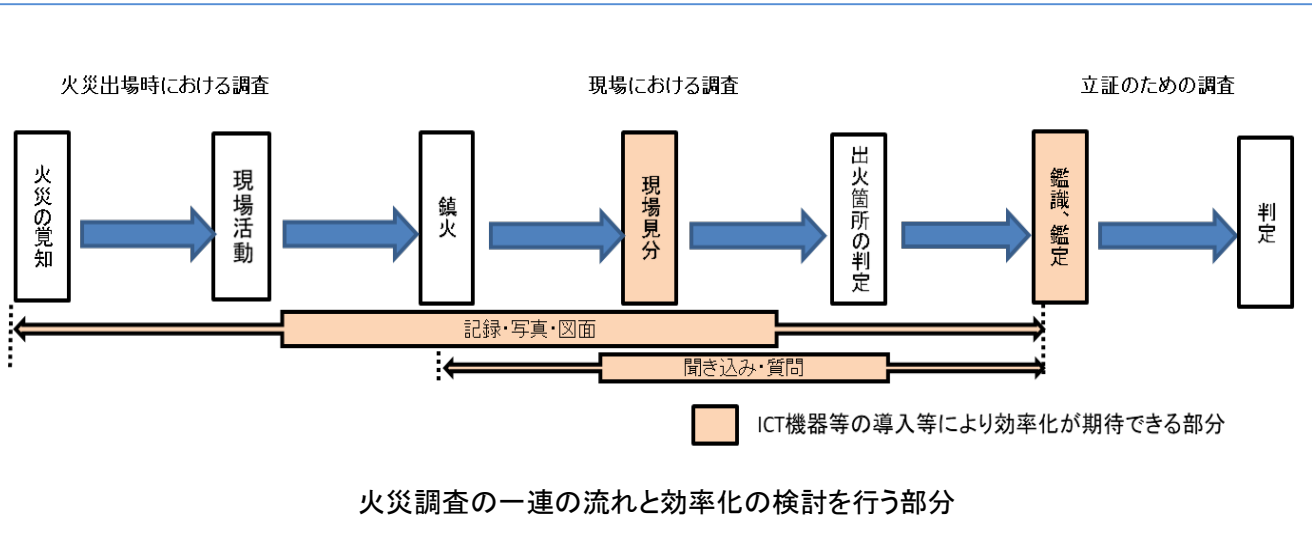 火災出場時における調査
現場における調査
立証のための調査
火災の覚知
現場活動
鎮火
現場見分
出火箇所の判定
鑑識、鑑定
判定
記録・写真・図面
聞き込み・質問
ICT機器等の導入等により効率化が期待できる部分
火災調査の一連の流れと効率化の検討を行う部分